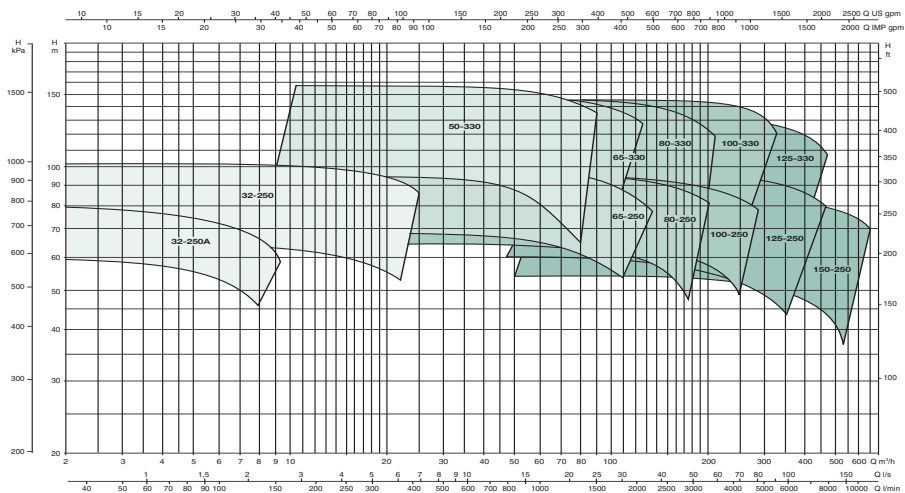 10 20 30 40 50 60 70 80 100 200 300 400 500 600 700 800 1000 1500 2000 2500 Q US gpm
10 15 20 30 40 50 60 70 80 90 100 150 200 250 300 400 500 600 700 800 1000 1500 2000 Q IMP gpm
H kPa H m H ft
1500 150 500
400
50-330 80-330 100-330
65-330 125-330
1000 100 350
900 90 300
32-250
800 80 250
65-250 80-250
700 70
32-250A 100-250 125-250
600 60 200
150-250
500 50 150
400 40
300 30 100
200 20
2 3 4 5 6 7 8 9 10 20 30 40 50 60 70 80 100 200 300 400 500 600 Q m³/h
1 1,5 2 3 4 5 6 7 8 9 10 15 20 25 30 40 50 60 70 80 100 150 Q l/s
40 50 60 70 80 90 100 150 200 250 300 400 500 600 700 800 1000 1500 2000 3000 4000 5000 6000 8000 10000 Q l/min